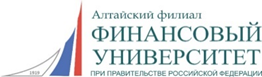 Алтайский филиал
ФИНАНСОВЫЙ
УНИВЕРСИТЕТ
ПРИ ПРАВИТЕЛЬСТВЕ РОССИЙСКОЙ ФЕДЕРАЦИИ
1919